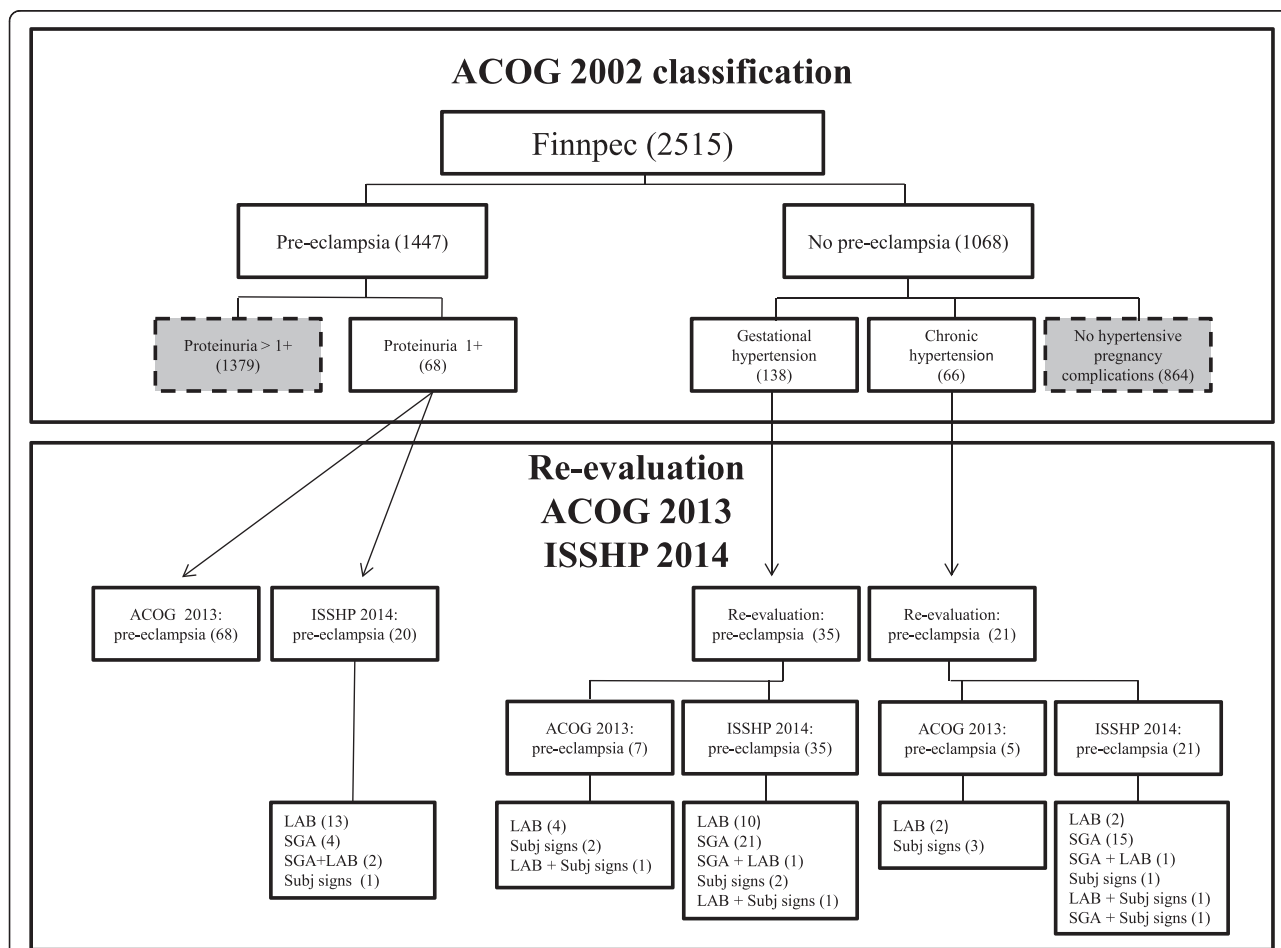 ACOG 2002 classification
Finnpec (2515)
Pre-eclampsia (1447)
No pre-eclampsia (1068)
Proteinuria > 1+
(1379)
Proteinuria 1+
(68)
Gestational
hypertension
(138)
Chronic
hypertension
(66)
No hypertensive
pregnancy
complications (864)
Re-evaluation
ACOG 2013
ISSHP 2014
ACOG 2013:
pre-eclampsia (68)
ISSHP 2014:
pre-eclampsia (20)
Re-evaluation:
pre-eclampsia (35)
Re-evaluation:
pre-eclampsia (21)
ACOG 2013:
pre-eclampsia (7)
ISSHP 2014:
pre-eclampsia (35)
ACOG 2013:
pre-eclampsia (5)
ISSHP 2014:
pre-eclampsia (21)
LAB (13)
SGA (4)
SGA+LAB (2)
Subj signs (1)
LAB (4)
Subj signs (2)
LAB + Subj signs (1)
LAB (10)
SGA (21)
SGA + LAB (1)
Subj signs (2)
LAB + Subj signs (1)
LAB (2)
Subj signs (3)
LAB (2)
SGA (15)
SGA + LAB (1)
Subj signs (1)
LAB + Subj signs (1)
SGA + Subj signs (1)